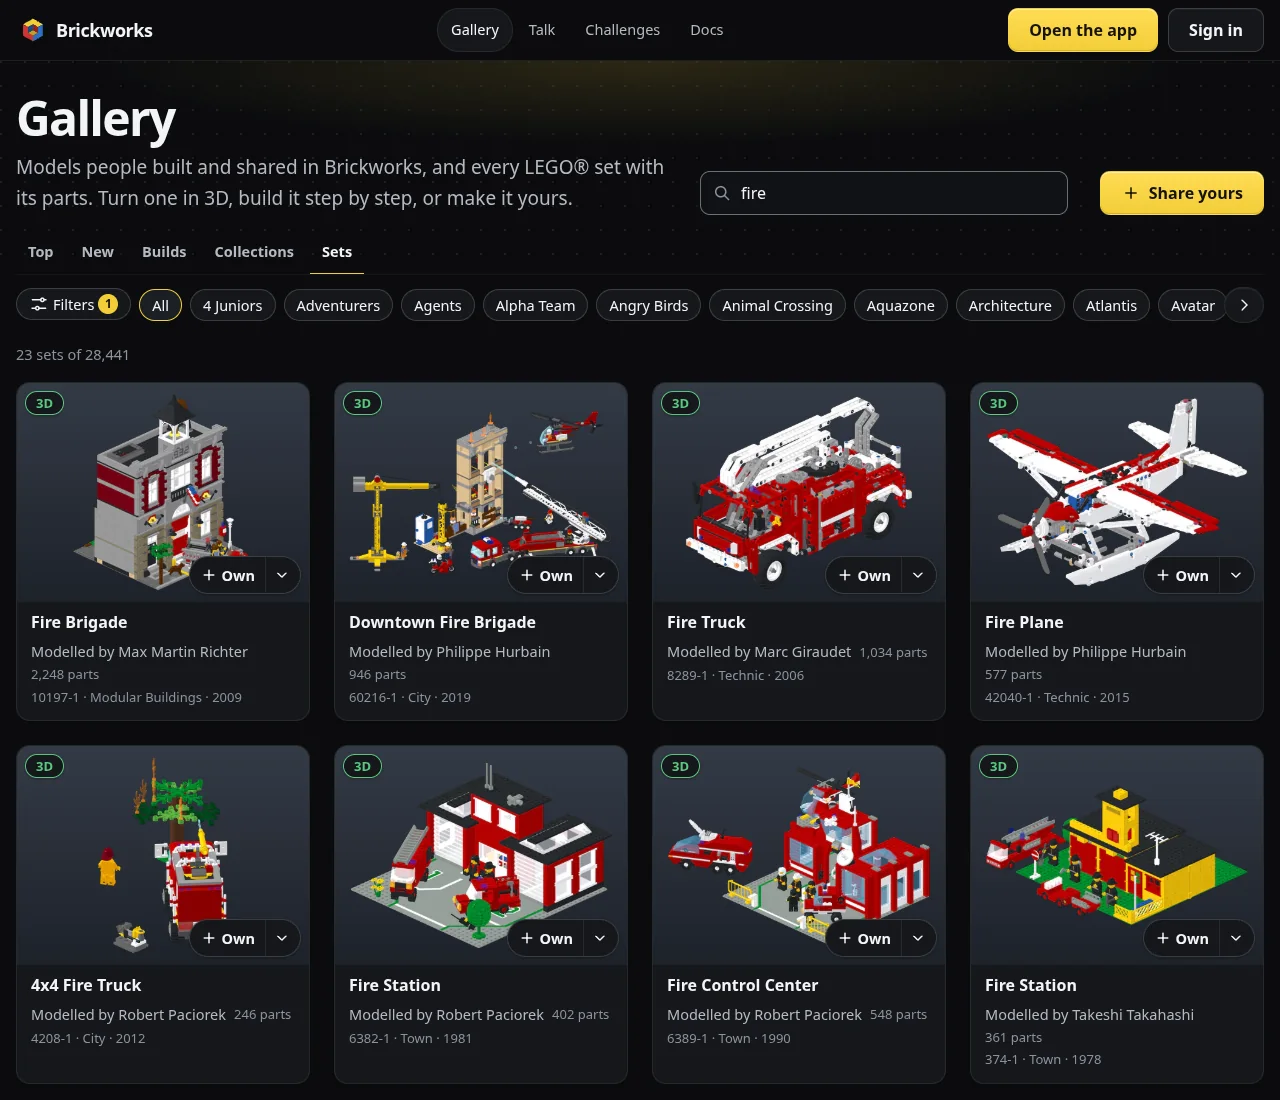 Brickworks
Gallery
Talk
Challenges
Docs
Open the app
Sign in
Gallery
Models people built and shared in Brickworks, and every LEGO® set with
its parts. Turn one in 3D, build it step by step, or make it yours.
fire
Share yours
Top
New
Builds
Collections
Sets
Filters 1
All
4 Juniors
Adventurers
Agents
Alpha Team
Angry Birds
Animal Crossing
Aquazone
Architecture
Atlantis
Avatar
23 sets of 28,441
3D
+ Own
Fire Brigade
Modelled by Max Martin Richter
2,248 parts
10197-1 · Modular Buildings · 2009
3D
+ Own
Downtown Fire Brigade
Modelled by Philippe Hurbain
946 parts
60216-1 · City · 2019
3D
+ Own
Fire Truck
Modelled by Marc Giraudet 1,034 parts
8289-1 · Technic · 2006
3D
+ Own
Fire Plane
Modelled by Philippe Hurbain
577 parts
42040-1 · Technic · 2015
3D
+ Own
4x4 Fire Truck
Modelled by Robert Paciorek 246 parts
4208-1 · City · 2012
3D
+ Own
Fire Station
Modelled by Robert Paciorek 402 parts
6382-1 · Town · 1981
3D
+ Own
Fire Control Center
Modelled by Robert Paciorek 548 parts
6389-1 · Town · 1990
3D
+ Own
Fire Station
Modelled by Takeshi Takahashi
361 parts
374-1 · Town · 1978